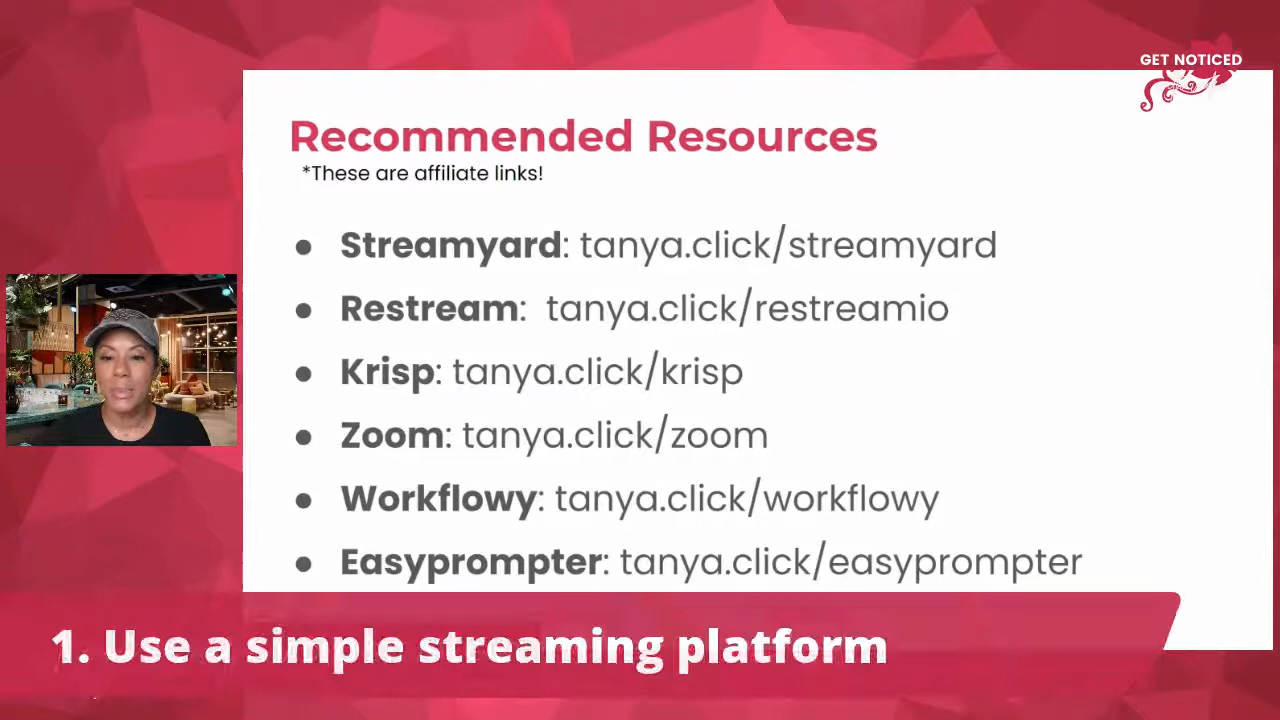 GET NOTICED
Recommended Resources
*These are affiliate links!
● Streamyard: tanya.click/streamyard
● Restream: tanya.click/restreamio
● Krisp: tanya.click/krisp
● Zoom: tanya.click/zoom
● Workflowy: tanya.click/workflowy
● Easyprompter: tanya.click/easyprompter
1. Use a simple streaming platform